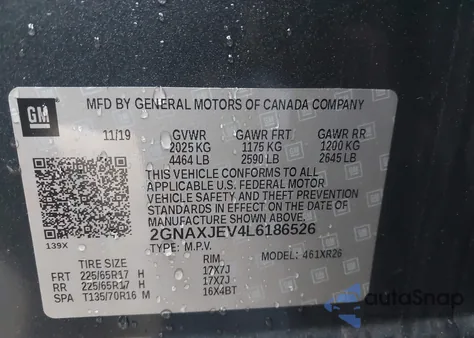 GM
MFD BY GENERAL MOTORS OF CANADA COMPANY
11/19 GVWR GAWR FRT GAWR RR
2025 KG 1175 KG 1200 KG
4464 LB 2590 LB 2645 LB
THIS VEHICLE CONFORMS TO ALL
APPLICABLE U.S. FEDERAL MOTOR
VEHICLE SAFETY AND THEFT PREVENTION
STANDARDS IN EFFECT ON THE DATE OF
MANUFACTURE SHOWN ABOVE.
2GNAXJEV4L6186526
139X
TYPE: M.P.V. MODEL: 461XR26
TIRE SIZE RIM
FRT 225/65R17 H 17X7J
RR 225/65R17 H 17X7J
SPA T135/70R16 M 16X4BT
AutoSnap